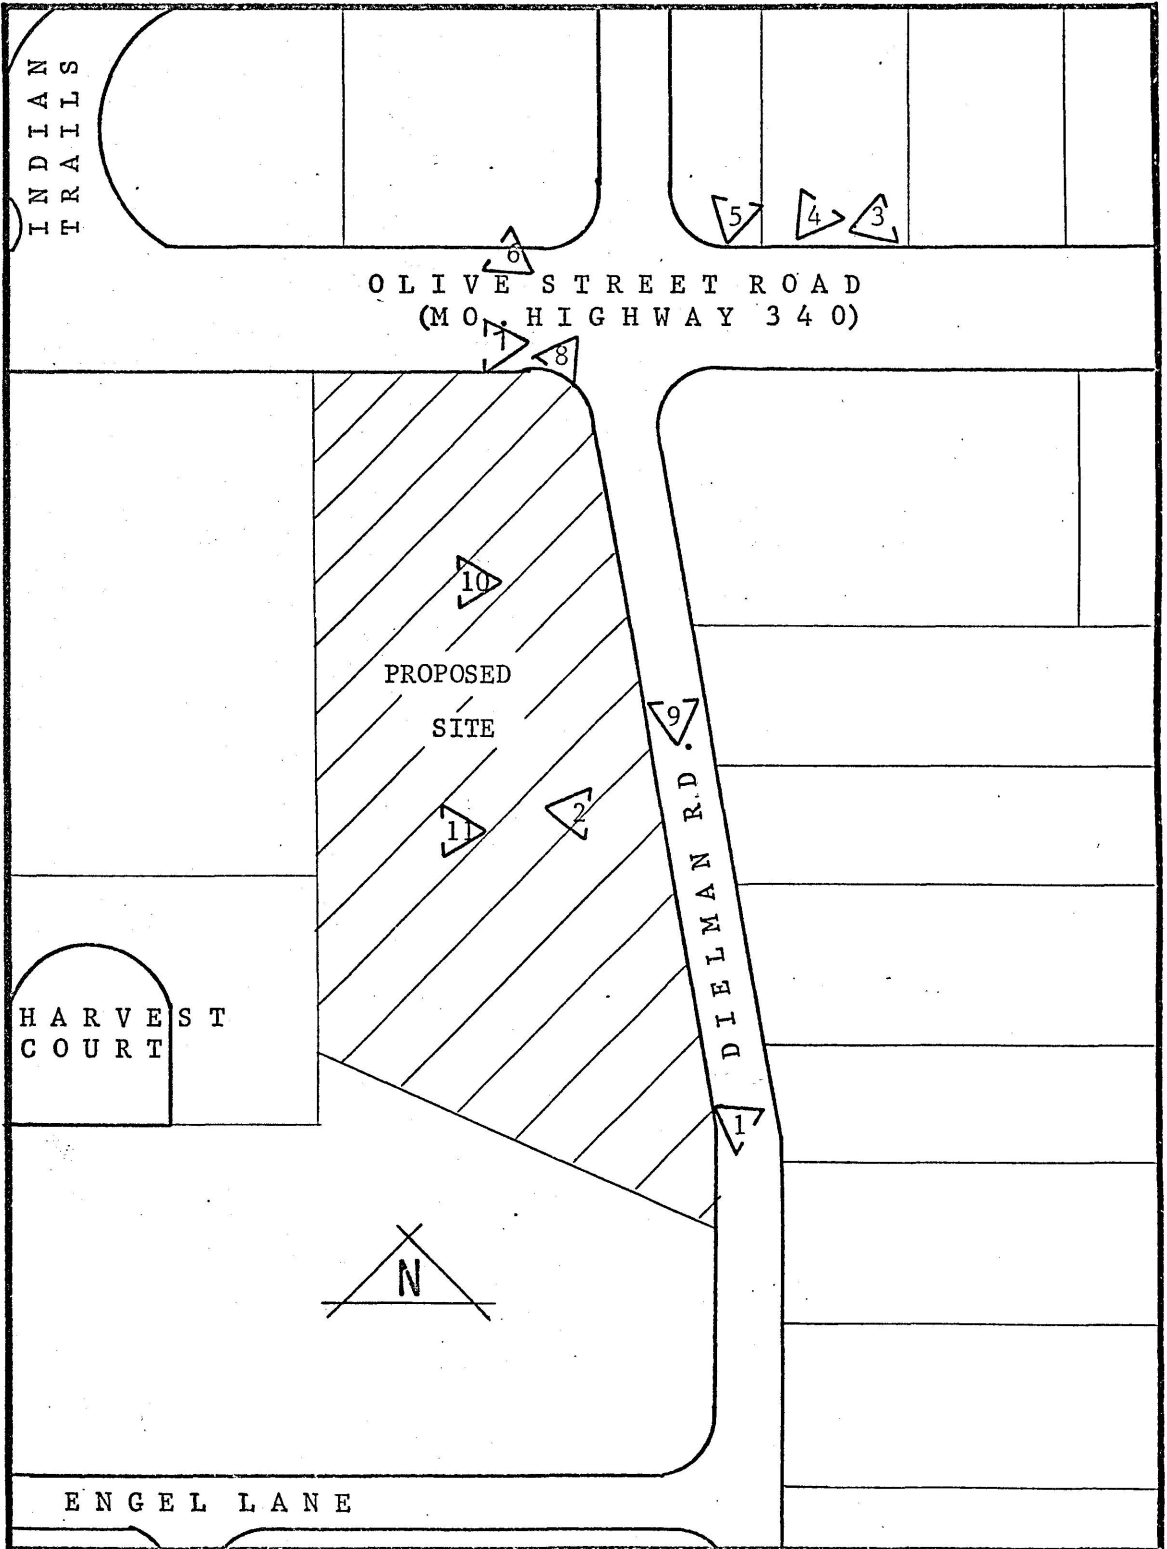 INDIAN
TRAILS
5
4
3
6
OLIVE STREET ROAD
(MO. HIGHWAY 340)
7
8
10
PROPOSED
SITE
9
2
11
DIELMAN RD.
HARVEST
COURT
1
N
ENGEL LANE